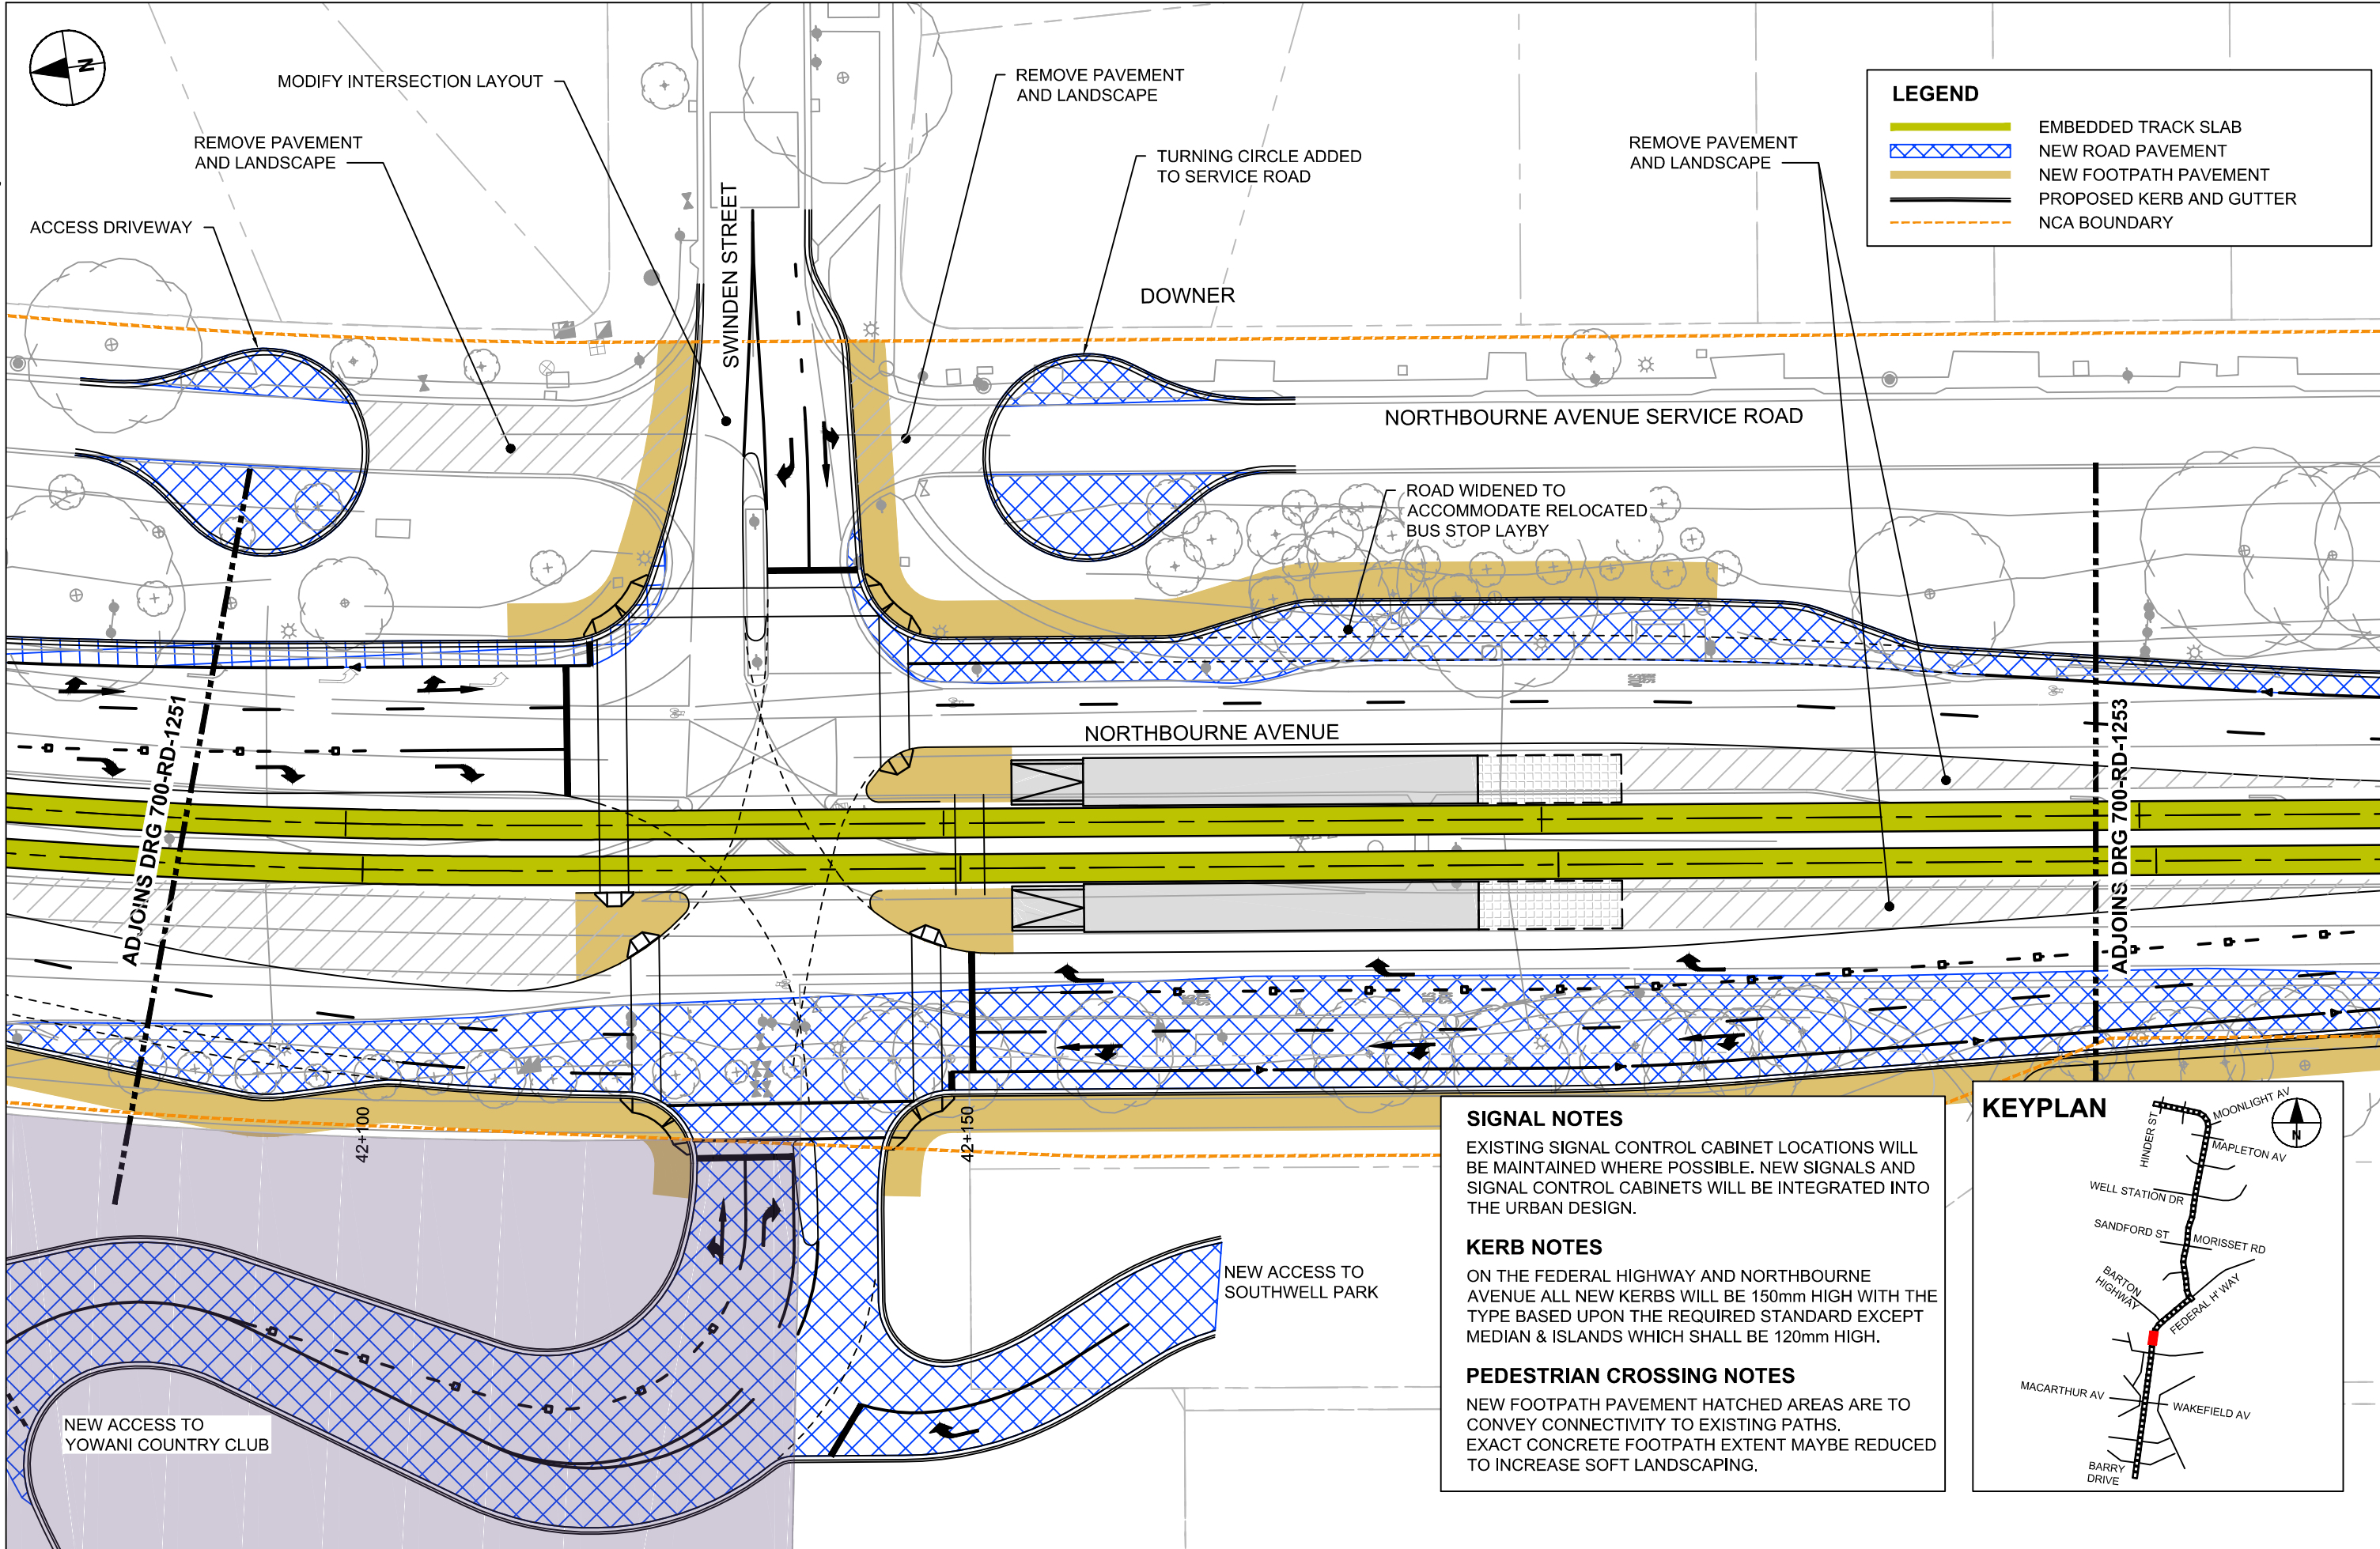 N
MODIFY INTERSECTION LAYOUT
REMOVE PAVEMENT
AND LANDSCAPE
REMOVE PAVEMENT
AND LANDSCAPE
ACCESS DRIVEWAY
SWINDEN STREET
TURNING CIRCLE ADDED
TO SERVICE ROAD
REMOVE PAVEMENT
AND LANDSCAPE
LEGEND
EMBEDDED TRACK SLAB
NEW ROAD PAVEMENT
NEW FOOTPATH PAVEMENT
PROPOSED KERB AND GUTTER
NCA BOUNDARY
DOWNER
NORTHBOURNE AVENUE SERVICE ROAD
ROAD WIDENED TO
ACCOMMODATE RELOCATED
BUS STOP LAYBY
NORTHBOURNE AVENUE
ADJOINS DRG 700-RD-1251
ADJOINS DRG 700-RD-1253
42+100
42+150
NEW ACCESS TO
SOUTHWELL PARK
NEW ACCESS TO
YOWANI COUNTRY CLUB
SIGNAL NOTES
EXISTING SIGNAL CONTROL CABINET LOCATIONS WILL
BE MAINTAINED WHERE POSSIBLE. NEW SIGNALS AND
SIGNAL CONTROL CABINETS WILL BE INTEGRATED INTO
THE URBAN DESIGN.
KERB NOTES
ON THE FEDERAL HIGHWAY AND NORTHBOURNE
AVENUE ALL NEW KERBS WILL BE 150mm HIGH WITH THE
TYPE BASED UPON THE REQUIRED STANDARD EXCEPT
MEDIAN & ISLANDS WHICH SHALL BE 120mm HIGH.
PEDESTRIAN CROSSING NOTES
NEW FOOTPATH PAVEMENT HATCHED AREAS ARE TO
CONVEY CONNECTIVITY TO EXISTING PATHS.
EXACT CONCRETE FOOTPATH EXTENT MAYBE REDUCED
TO INCREASE SOFT LANDSCAPING.
KEYPLAN
N
HINDER ST
MOONLIGHT AV
MAPLETON AV
WELL STATION DR
SANDFORD ST
MORISSET RD
BARTON
HIGHWAY
FEDERAL H'WAY
MACARTHUR AV
WAKEFIELD AV
BARRY
DRIVE